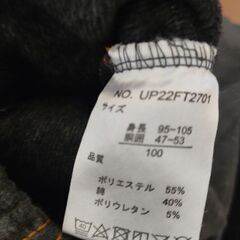 NO. UP22FT2701
サイズ
身長 95-105
胴囲 47-53
100
品質
ポリエステル 55%
綿 40%
ポリウレタン 5%
40